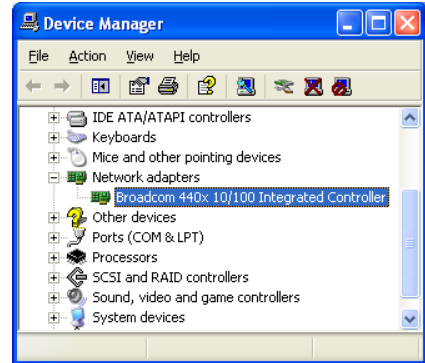 Device Manager
File Action View Help
IDE ATA/ATAPI controllers
Keyboards
Mice and other pointing devices
Network adapters
Broadcom 440x 10/100 Integrated Controller
Other devices
Ports (COM & LPT)
Processors
SCSI and RAID controllers
Sound, video and game controllers
System devices